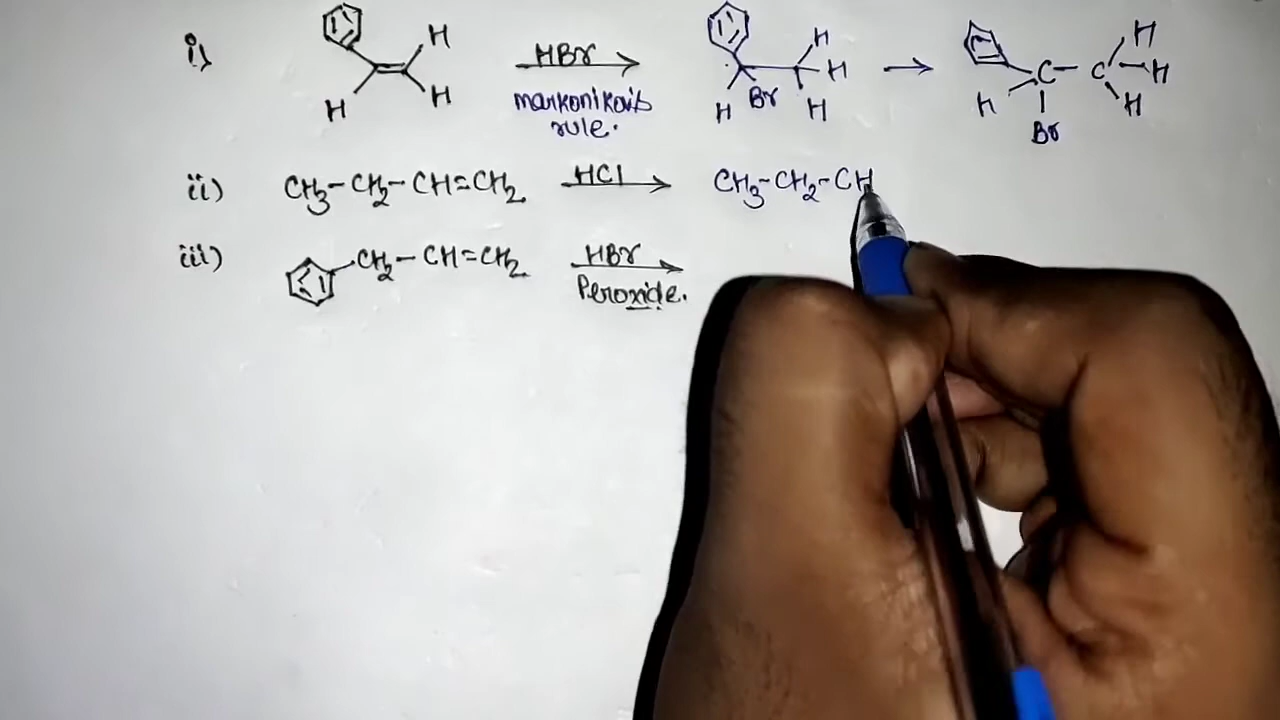 i) H H H HBr markonikovs rule. H Br H H H → H C - C H H H Br
ii) CH3-CH2-CH=CH2 HCl → CH3-CH2-CH
iii) CH2-CH=CH2 HBr → Peroxide.